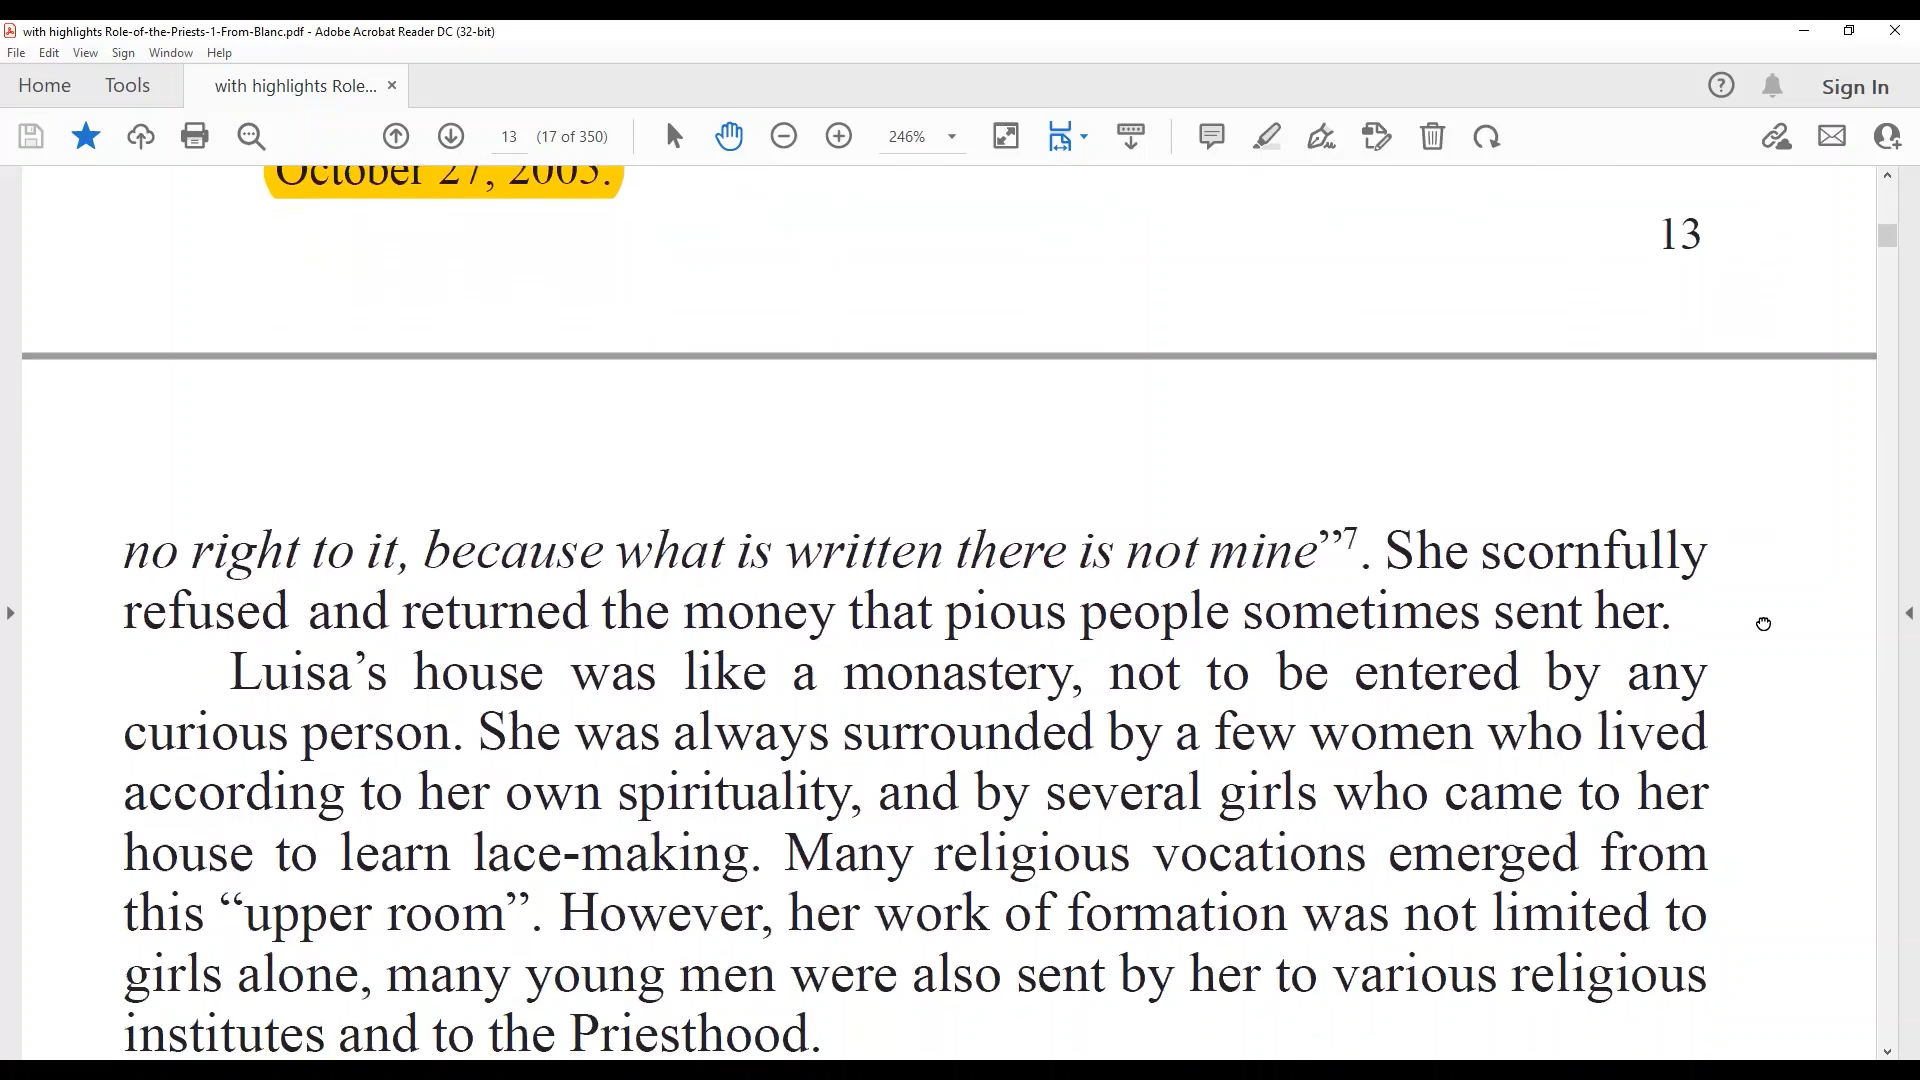 with highlights Role-of-the-Priests-1-From-Blanc.pdf - Adobe Acrobat Reader DC (32-bit)
File Edit View Sign Window Help
Home Tools with highlights Role... × Sign In
13 (17 of 350) 246%
October 27, 2005.
13
no right to it, because what is written there is not mine”7. She scornfully
refused and returned the money that pious people sometimes sent her.
Luisa’s house was like a monastery, not to be entered by any
curious person. She was always surrounded by a few women who lived
according to her own spirituality, and by several girls who came to her
house to learn lace-making. Many religious vocations emerged from
this “upper room”. However, her work of formation was not limited to
girls alone, many young men were also sent by her to various religious
institutes and to the Priesthood.